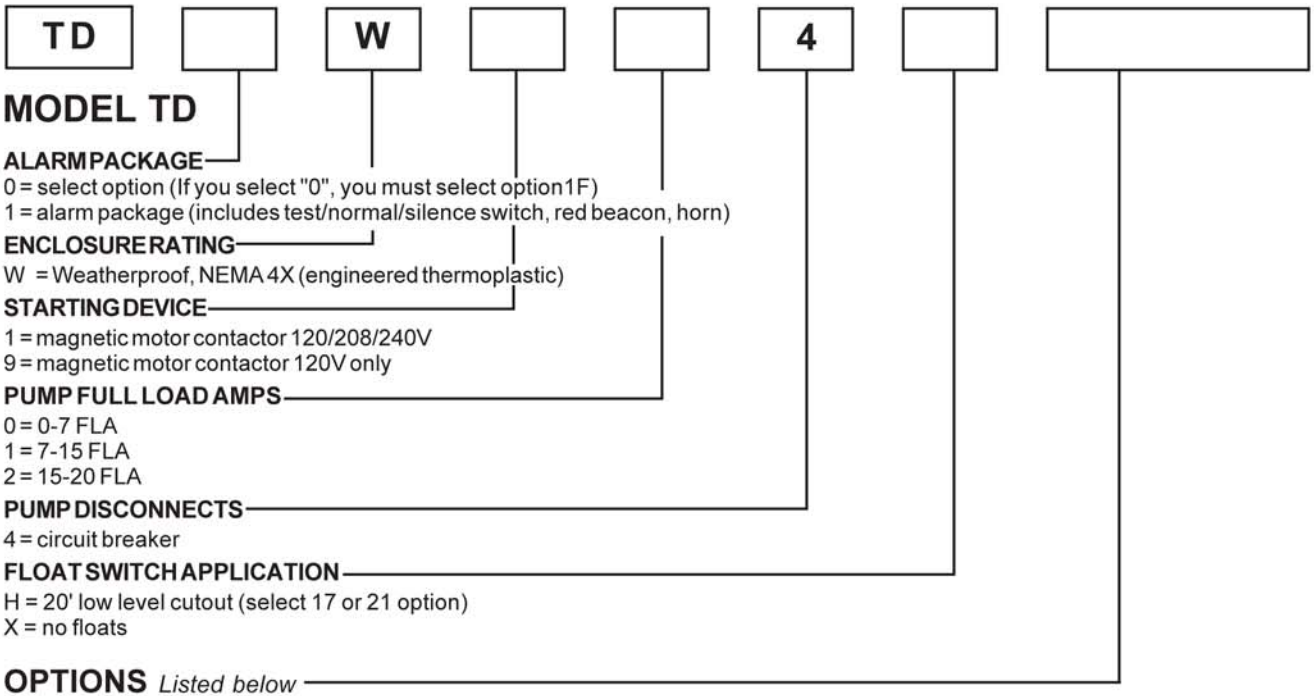 TD W 4
MODEL TD
ALARM PACKAGE
0 = select option (If you select "0", you must select option 1F)
1 = alarm package (includes test/normal/silence switch, red beacon, horn)
ENCLOSURE RATING
W = Weatherproof, NEMA 4X (engineered thermoplastic)
STARTING DEVICE
1 = magnetic motor contactor 120/208/240V
9 = magnetic motor contactor 120V only
PUMP FULL LOAD AMPS
0 = 0-7 FLA
1 = 7-15 FLA
2 = 15-20 FLA
PUMP DISCONNECTS
4 = circuit breaker
FLOAT SWITCH APPLICATION
H = 20' low level cutout (select 17 or 21 option)
X = no floats
OPTIONS Listed below